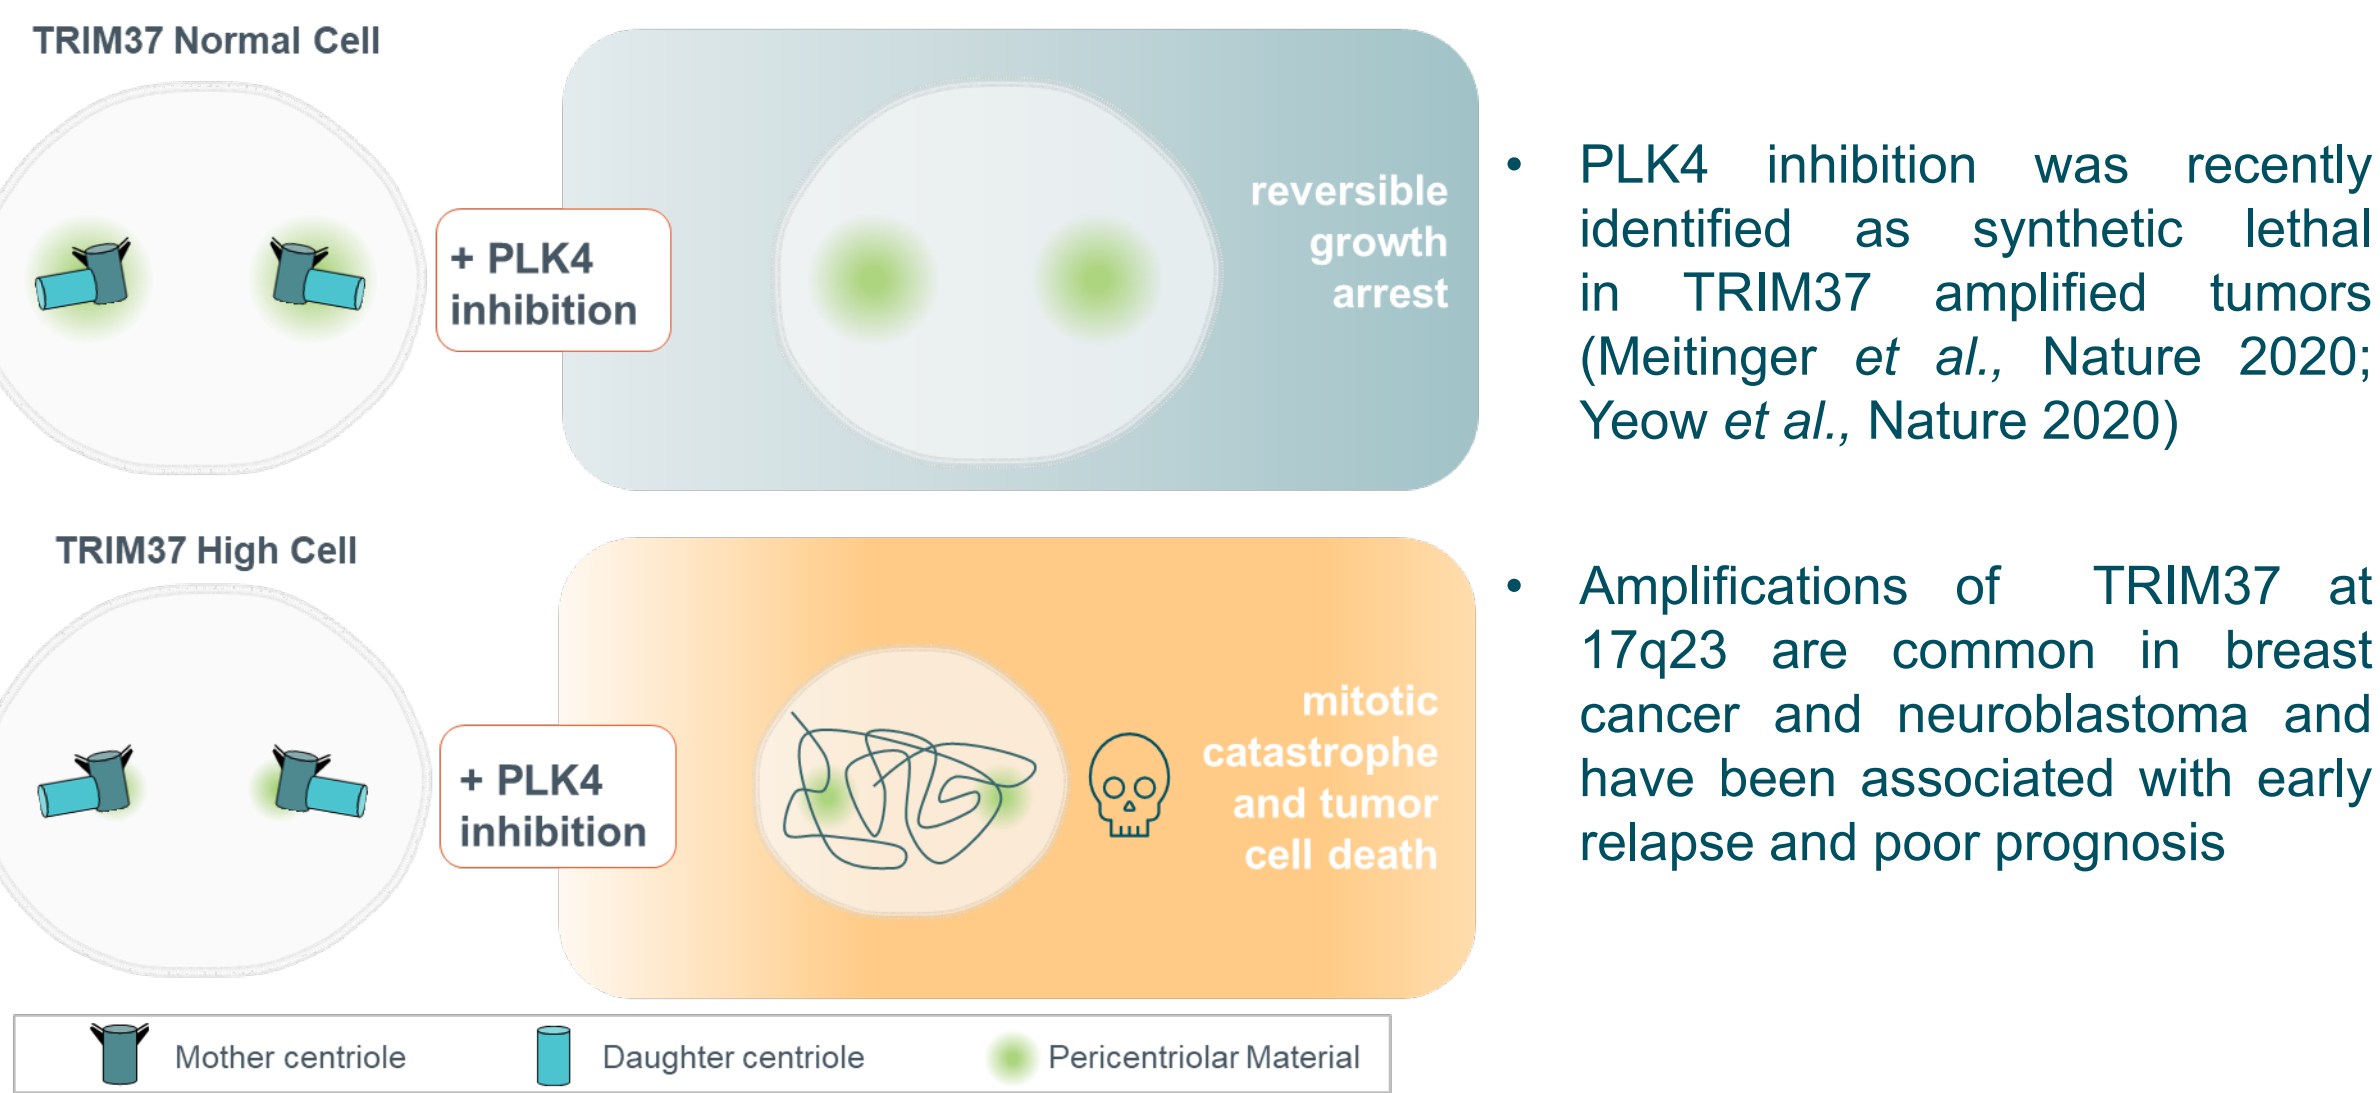 TRIM37 Normal Cell
+ PLK4
inhibition
reversible
growth
arrest
TRIM37 High Cell
+ PLK4
inhibition
mitotic
catastrophe
and tumor
cell death
Mother centriole
Daughter centriole
Pericentriolar Material
• PLK4 inhibition was recently
identified as synthetic lethal
in TRIM37 amplified tumors
(Meitinger et al., Nature 2020;
Yeow et al., Nature 2020)
• Amplifications of TRIM37 at
17q23 are common in breast
cancer and neuroblastoma and
have been associated with early
relapse and poor prognosis